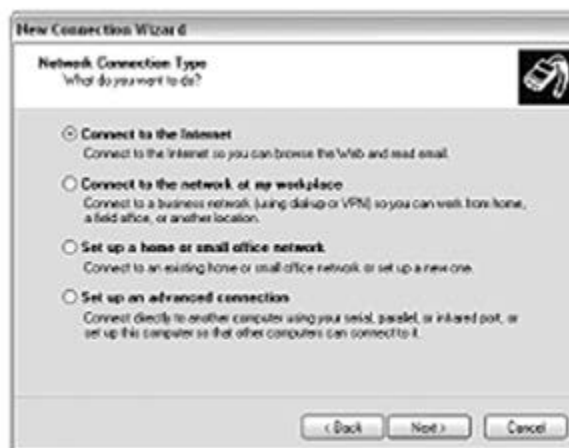 New Connection Wizard
Network Connection Type
What do you want to do?
Connect to the Internet
Connect to the Internet so you can browse the Web and read email.
Connect to the network at my workplace
Connect to a business network (using dial-up or VPN) so you can work from home,
a field office, or another location.
Set up a home or small office network
Connect to an existing home or small office network or set up a new one.
Set up an advanced connection
Connect directly to another computer using your serial, parallel, or infrared port, or
set up this computer so that other computers can connect to it.
< Back Next > Cancel